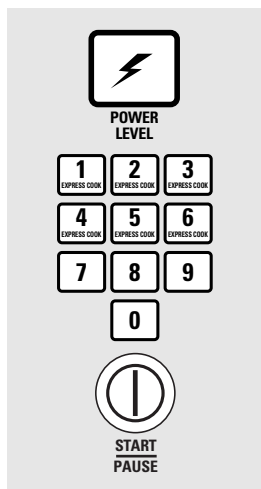 POWER
LEVEL
1 2 3
EXPRESS COOK EXPRESS COOK EXPRESS COOK
4 5 6
EXPRESS COOK EXPRESS COOK EXPRESS COOK
7 8 9
0
START
PAUSE